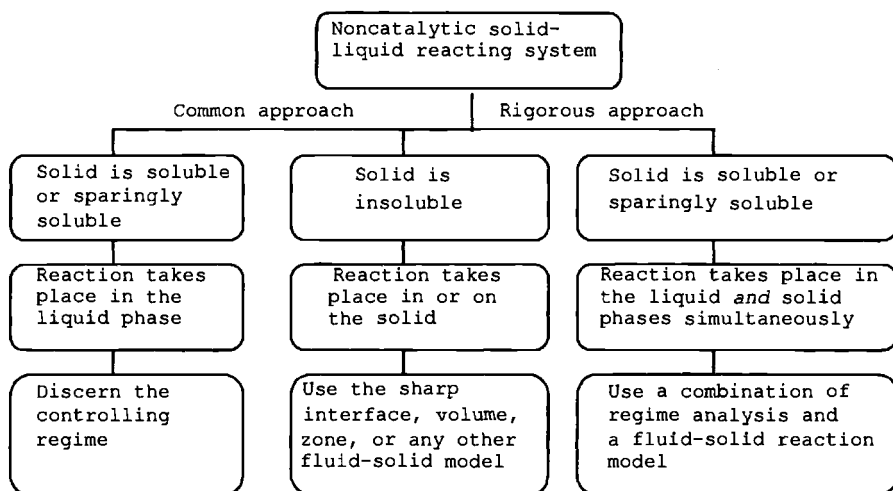 Noncatalytic solid-
liquid reacting system
Common approach
Rigorous approach
Solid is soluble
or sparingly
soluble
Solid is
insoluble
Solid is soluble or
sparingly soluble
Reaction takes
place in the
liquid phase
Reaction takes
place in or on
the solid
Reaction takes place in
the liquid and solid
phases simultaneously
Discern the
controlling
regime
Use the sharp
interface, volume,
zone, or any other
fluid-solid model
Use a combination of
regime analysis and
a fluid-solid reaction
model